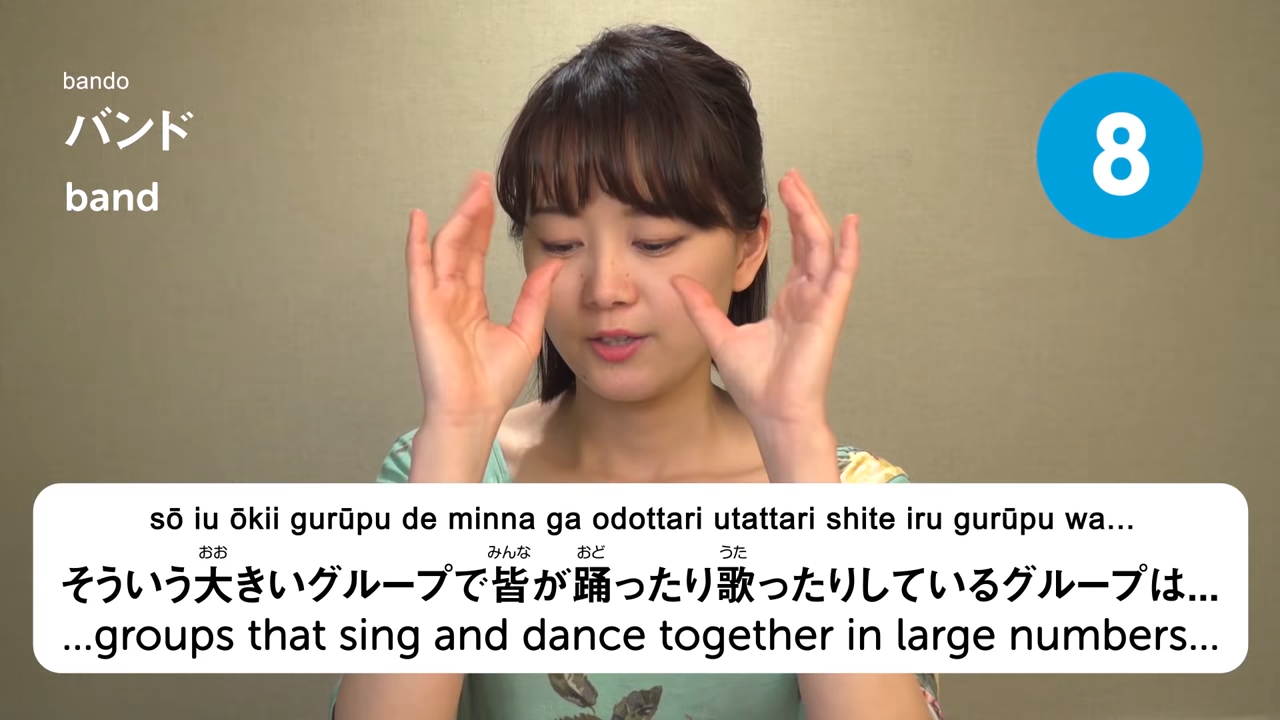 bando
バンド
band
8
sō iu ōkii gurūpu de minna ga odottari utattari shite iru gurūpu wa...
おお みんな おど うた
そういう大きいグループで皆が踊ったり歌ったりしているグループは...
...groups that sing and dance together in large numbers...